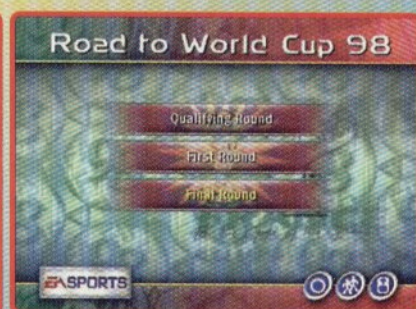 Road to World Cup 98
Qualifying Round
First Round
Final Round
EA SPORTS